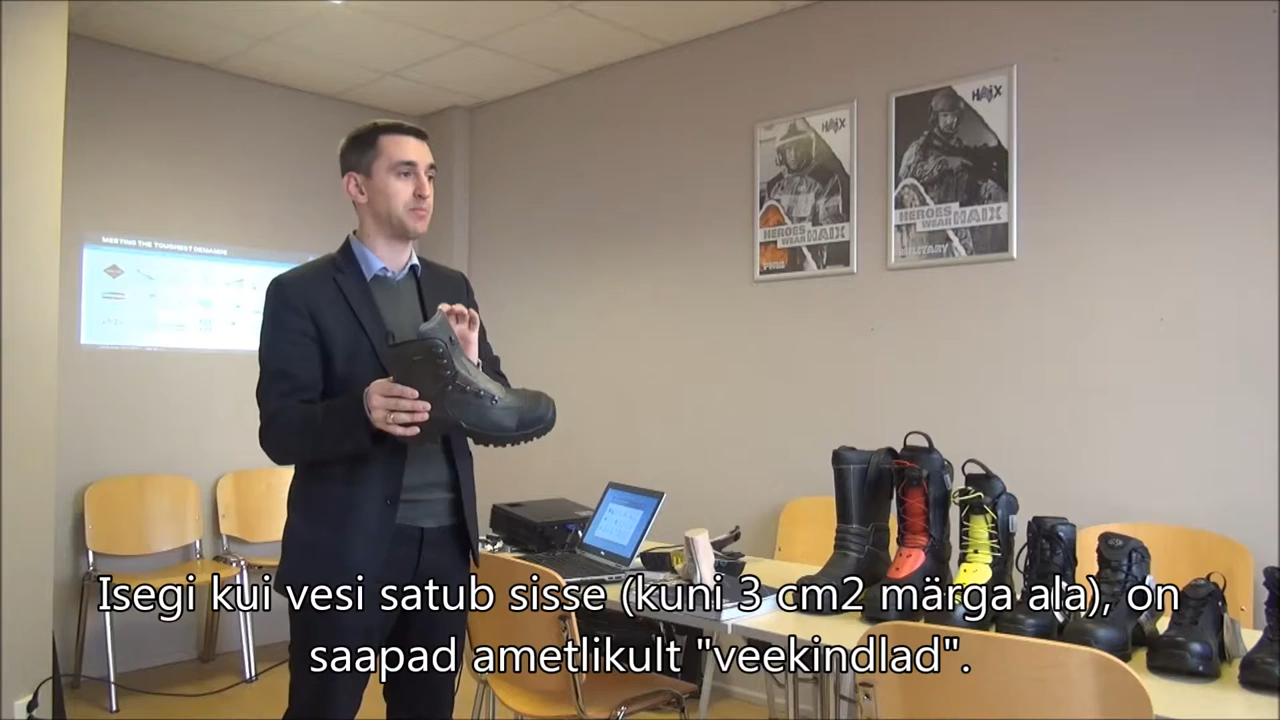 MEETING THE TOUGHEST DEMANDS
HAIX
HEROES
WEAR HAIX
FIRE
HAIX
HEROES
WEAR HAIX
MILITARY
Isegi kui vesi satub sisse (kuni 3 cm2 märga ala), on
saapad ametlikult "veekindlad".